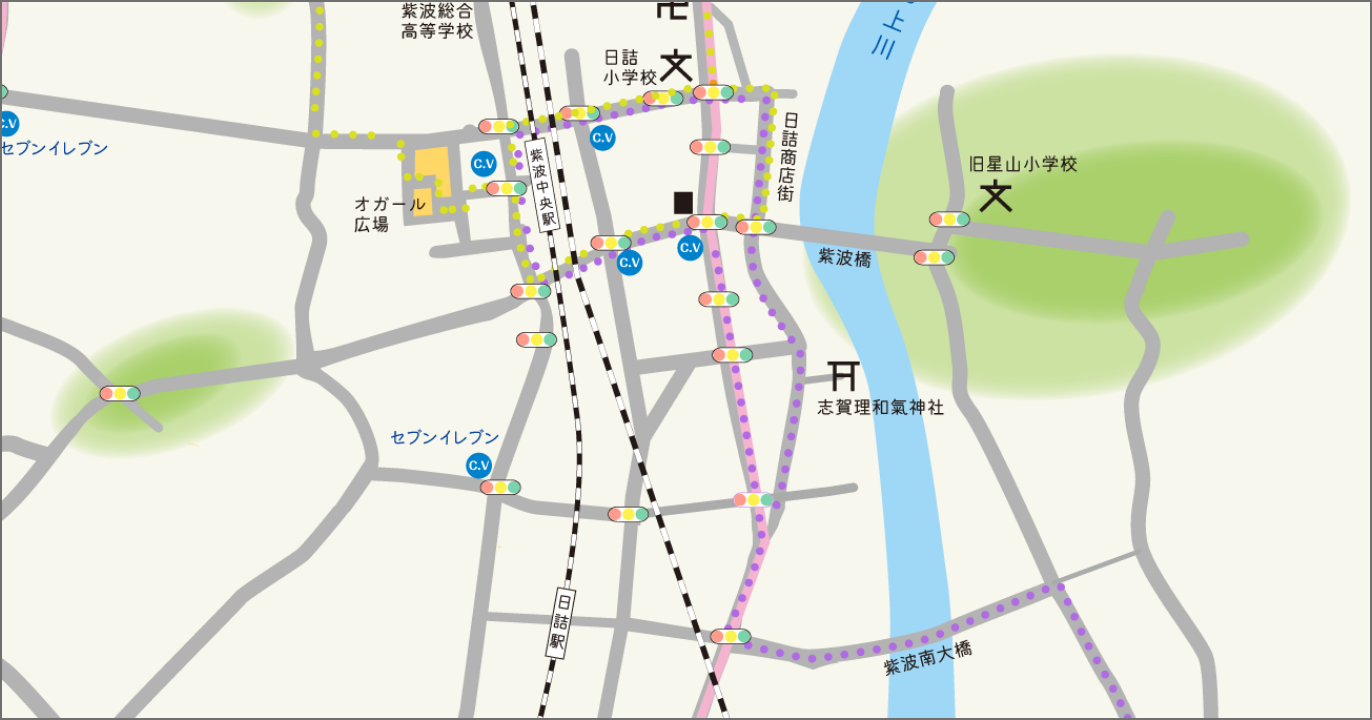 紫波総合
高等学校
日詰
小学校
上
川
C.V
セブンイレブン
C.V
C.V
紫波中央駅
日詰商店街
旧星山小学校
オガール
広場
C.V
C.V
紫波橋
志賀理和氣神社
セブンイレブン
C.V
日詰駅
紫波南大橋